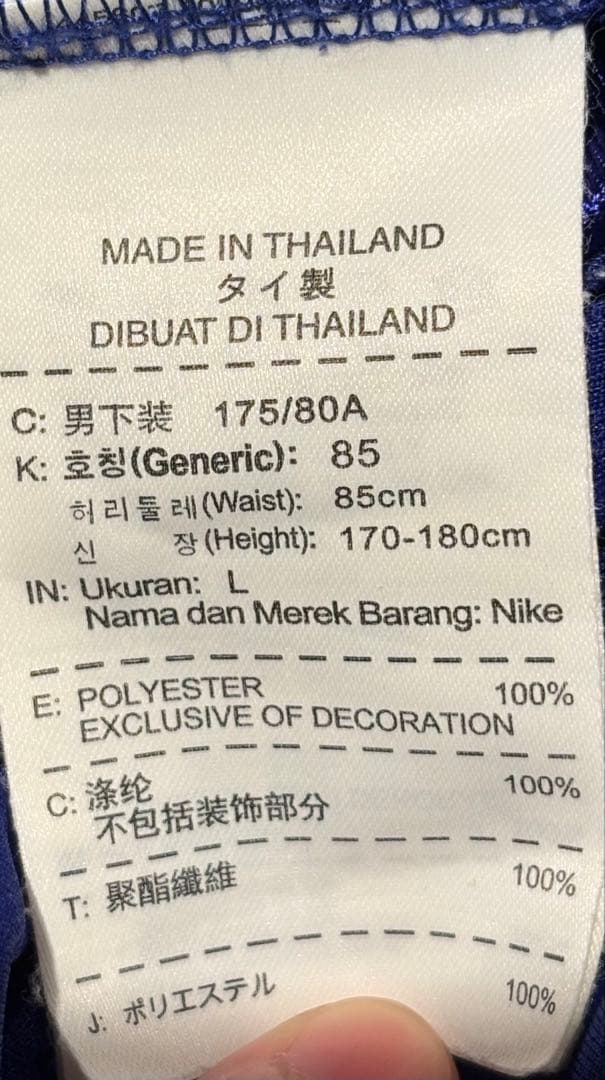 MADE IN THAILAND
タイ製
DIBUAT DI THAILAND
C: 男下装 175/80A
K: 호칭(Generic): 85
허리둘레(Waist): 85cm
신 장(Height): 170-180cm
IN: Ukuran: L
Nama dan Merek Barang: Nike
E: POLYESTER 100%
EXCLUSIVE OF DECORATION
C: 涤纶 100%
不包括装饰部分
T: 聚酯纖維 100%
J: ポリエステル 100%